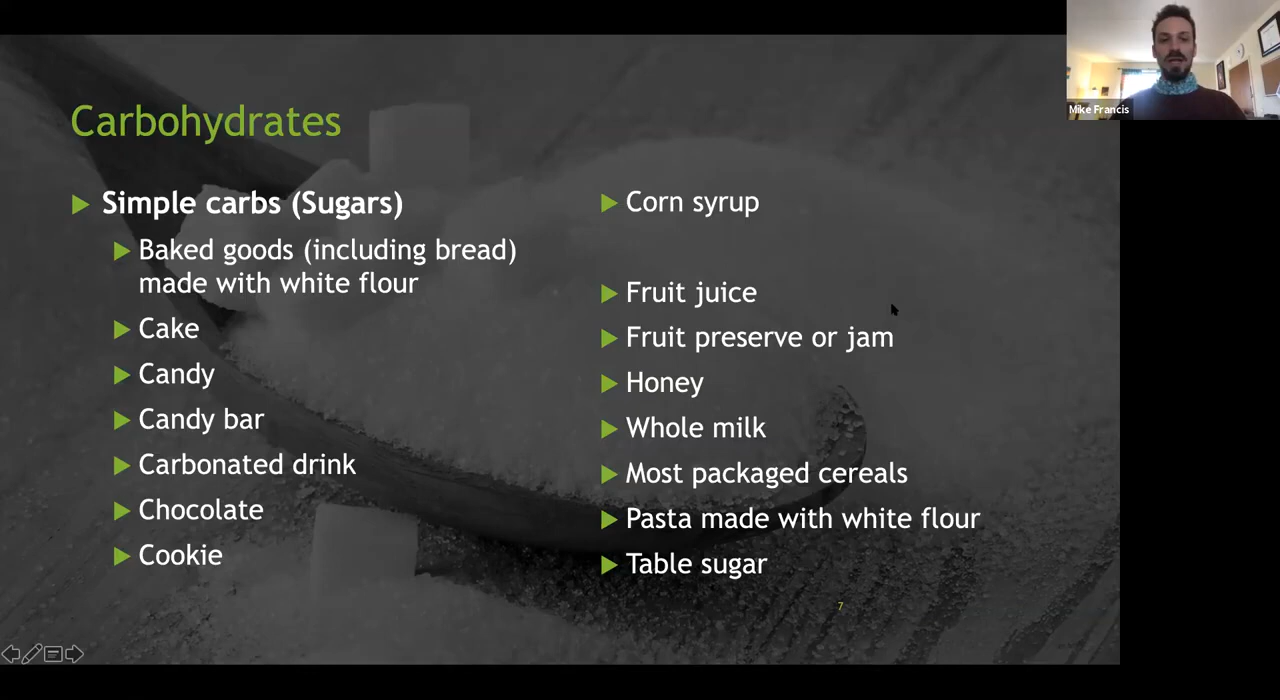 Carbohydrates
Simple carbs (Sugars)
Baked goods (including bread)
made with white flour
Cake
Candy
Candy bar
Carbonated drink
Chocolate
Cookie
Corn syrup
Fruit juice
Fruit preserve or jam
Honey
Whole milk
Most packaged cereals
Pasta made with white flour
Table sugar
7
Mike Francis